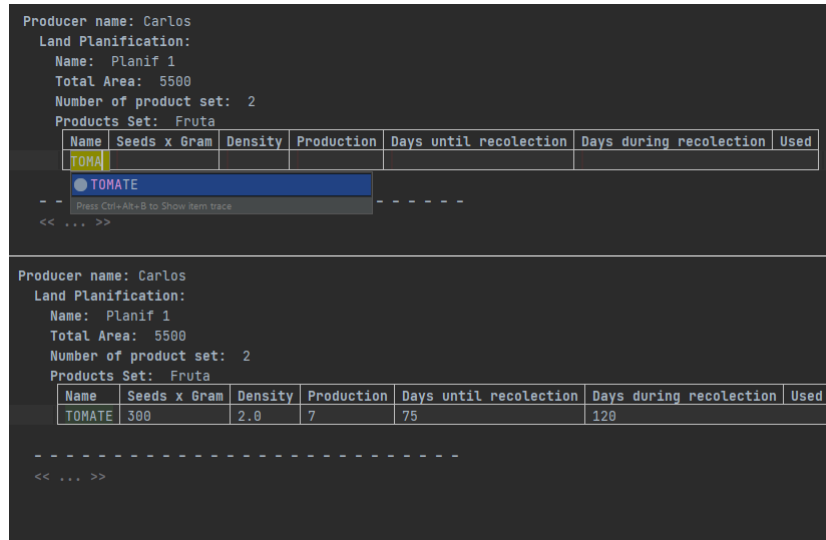 Producer name: Carlos
Land Planification:
Name: Planif 1
Total Area: 5500
Number of product set: 2
Products Set: Fruta
Name Seeds x Gram Density Production Days until recolection Days during recolection Used
TOMA
TOMATE
Press Ctrl+Alt+B to Show item trace
<< ... >>
Producer name: Carlos
Land Planification:
Name: Planif 1
Total Area: 5500
Number of product set: 2
Products Set: Fruta
Name Seeds x Gram Density Production Days until recolection Days during recolection Used
TOMATE 300 2.0 7 75 120
- - - - - - - - - - - - - - - - - - - - - - - - - - -
<< ... >>